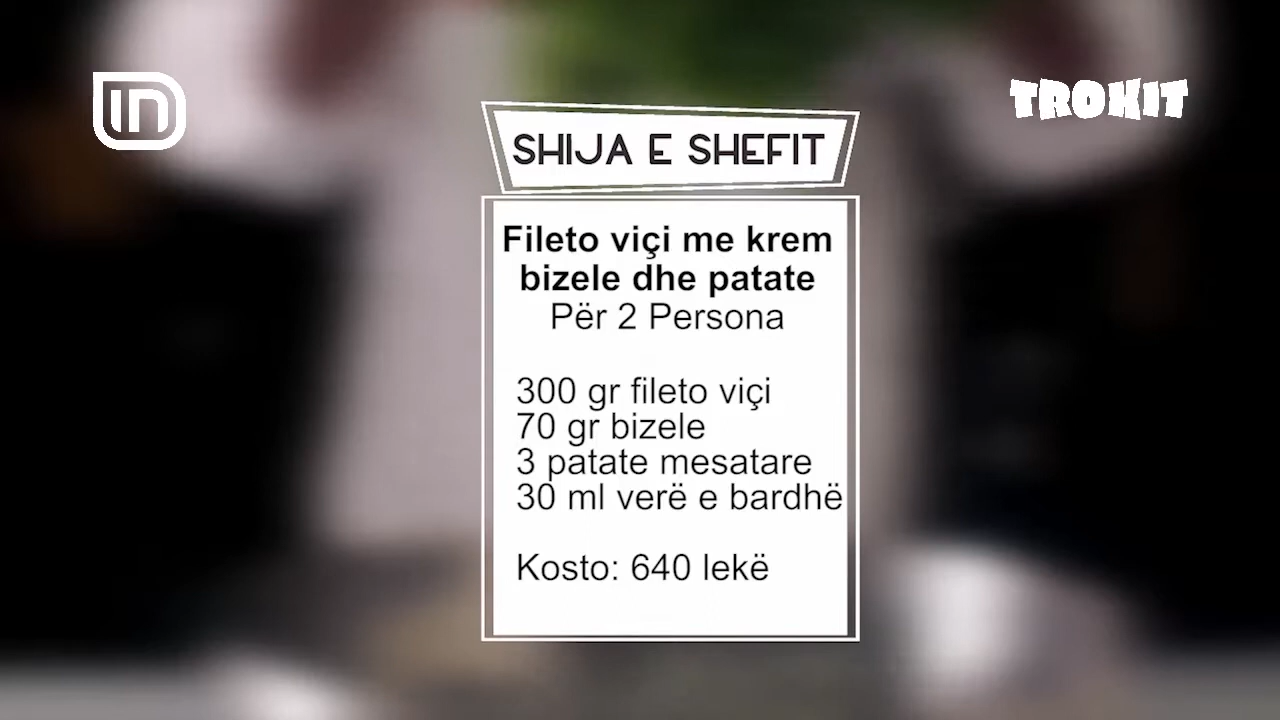 IN
TROKIT
SHIJA E SHEFIT
Fileto viçi me krem
bizele dhe patate
Për 2 Persona
300 gr fileto viçi
70 gr bizele
3 patate mesatare
30 ml verë e bardhë
Kosto: 640 lekë